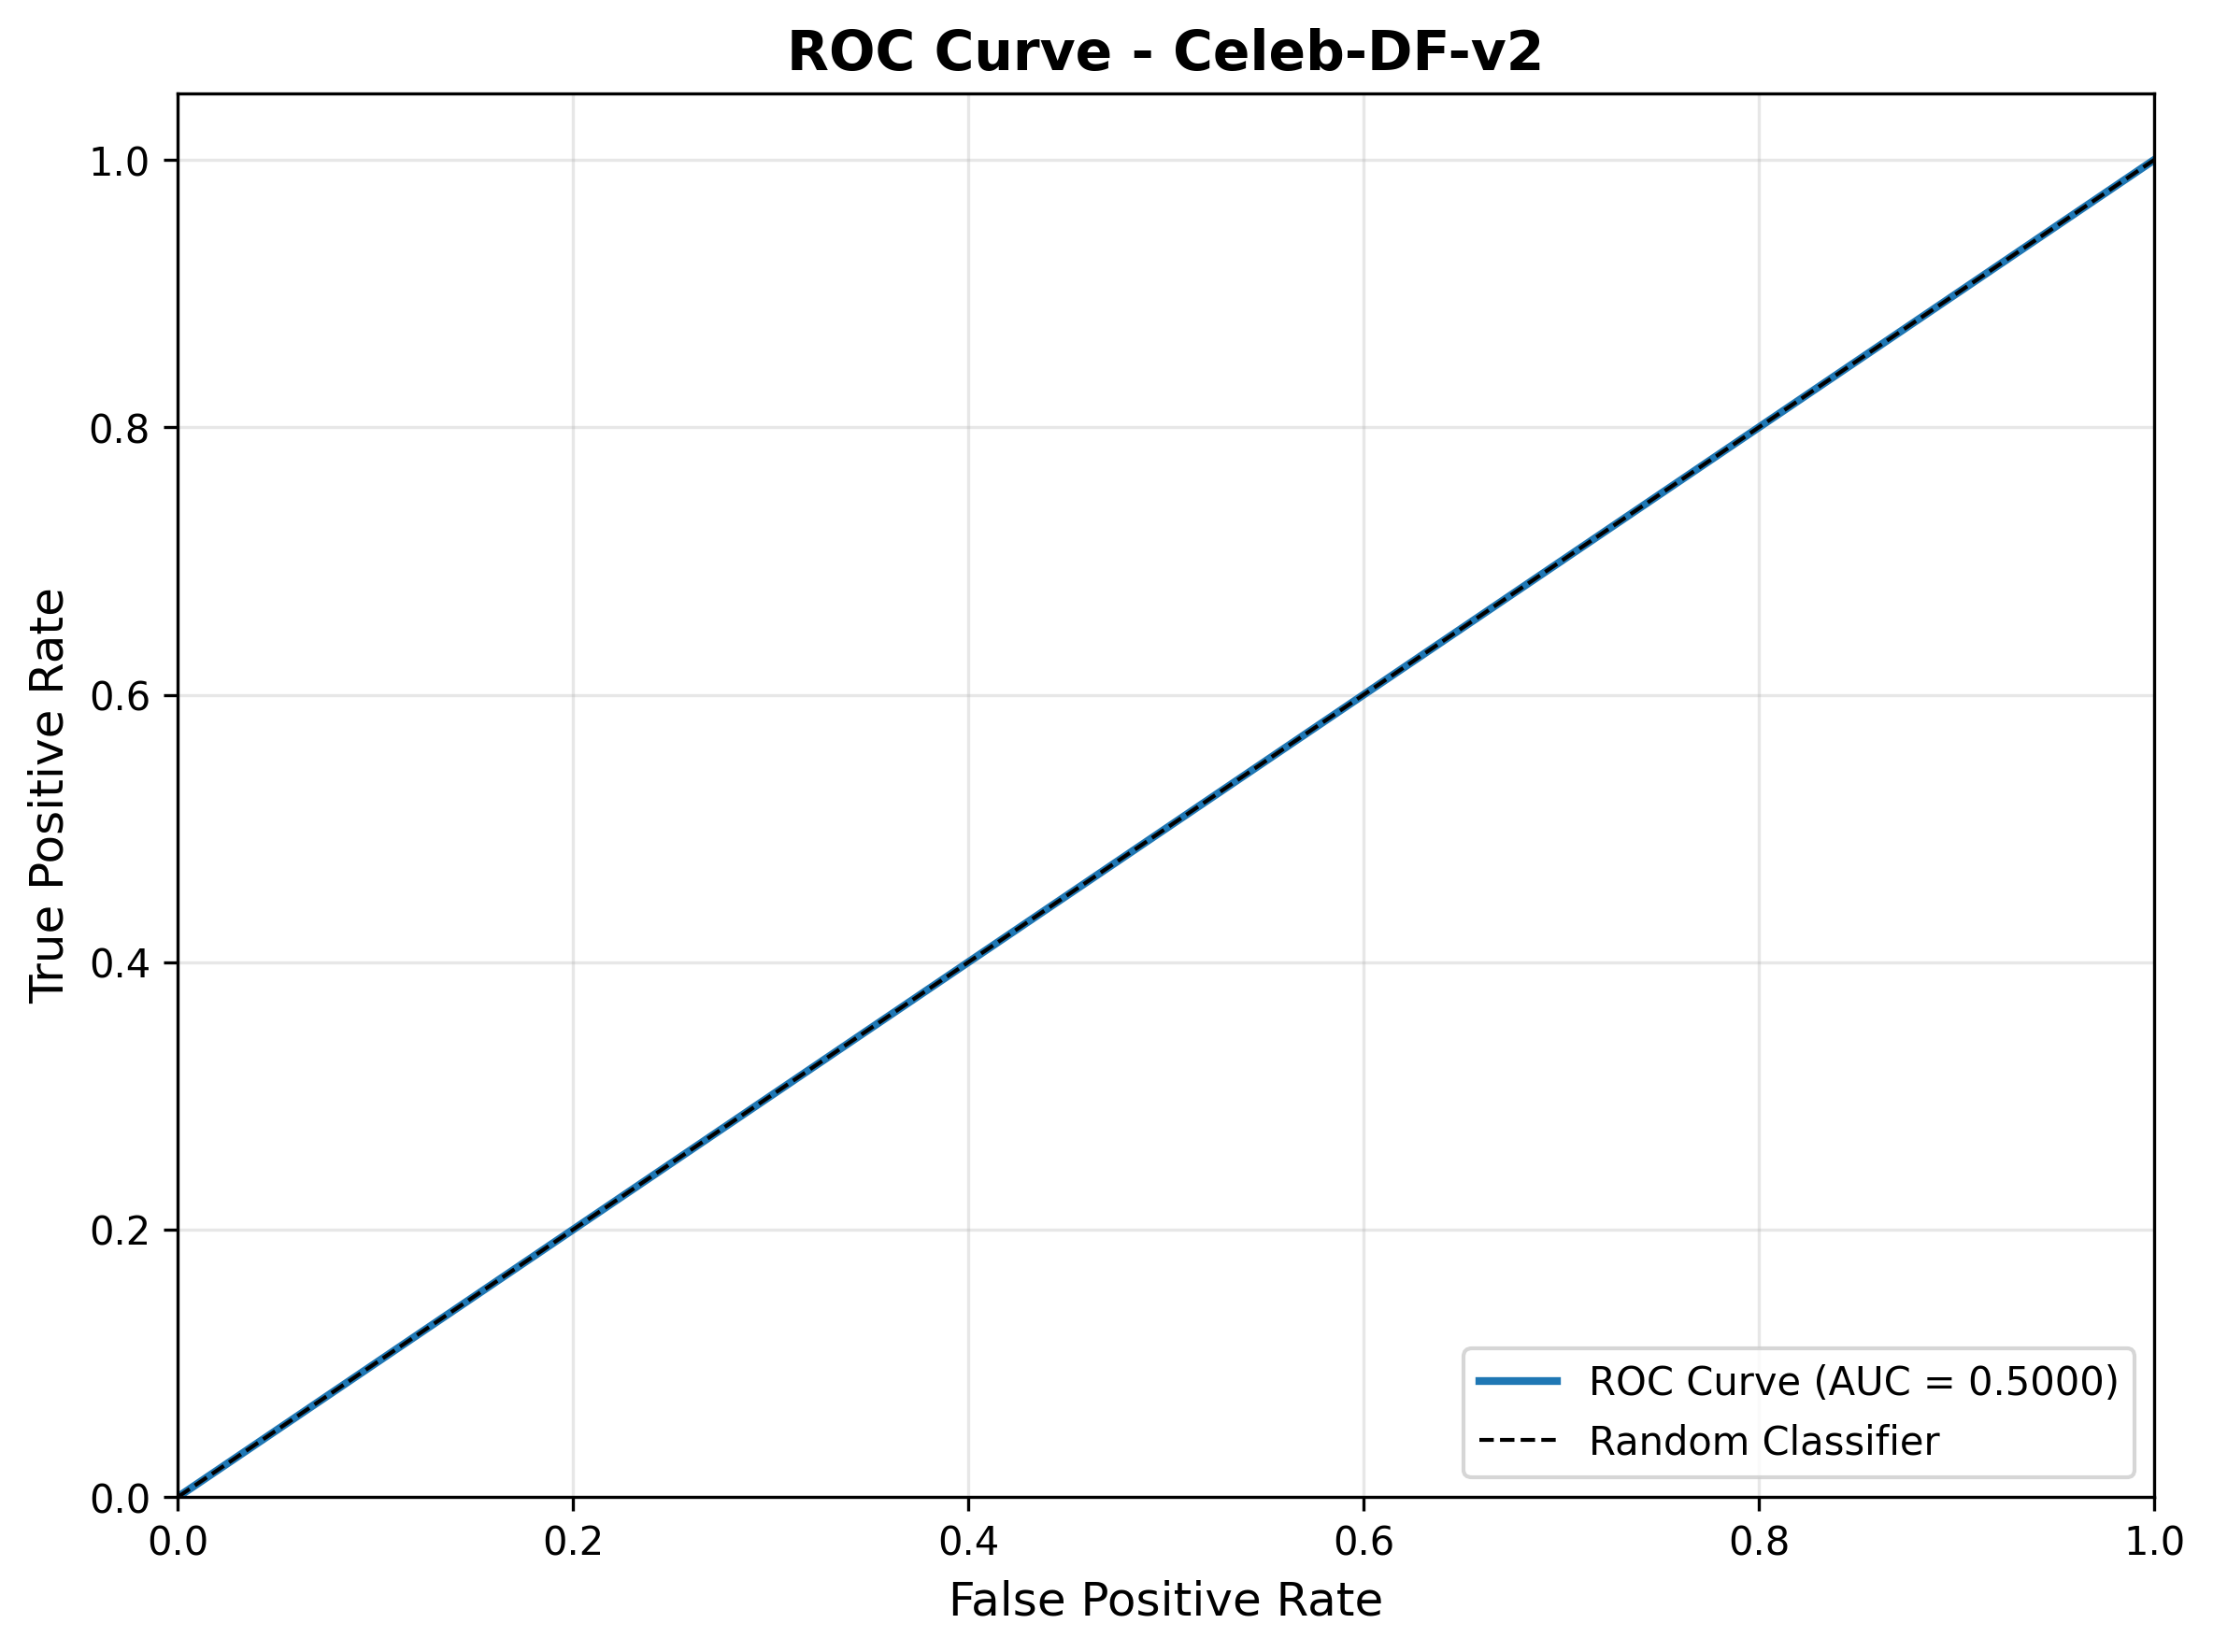 ROC Curve - Celeb-DF-v2
True Positive Rate
1.0
0.8
0.6
0.4
0.2
0.0
0.0 0.2 0.4 0.6 0.8 1.0
False Positive Rate
ROC Curve (AUC = 0.5000)
Random Classifier